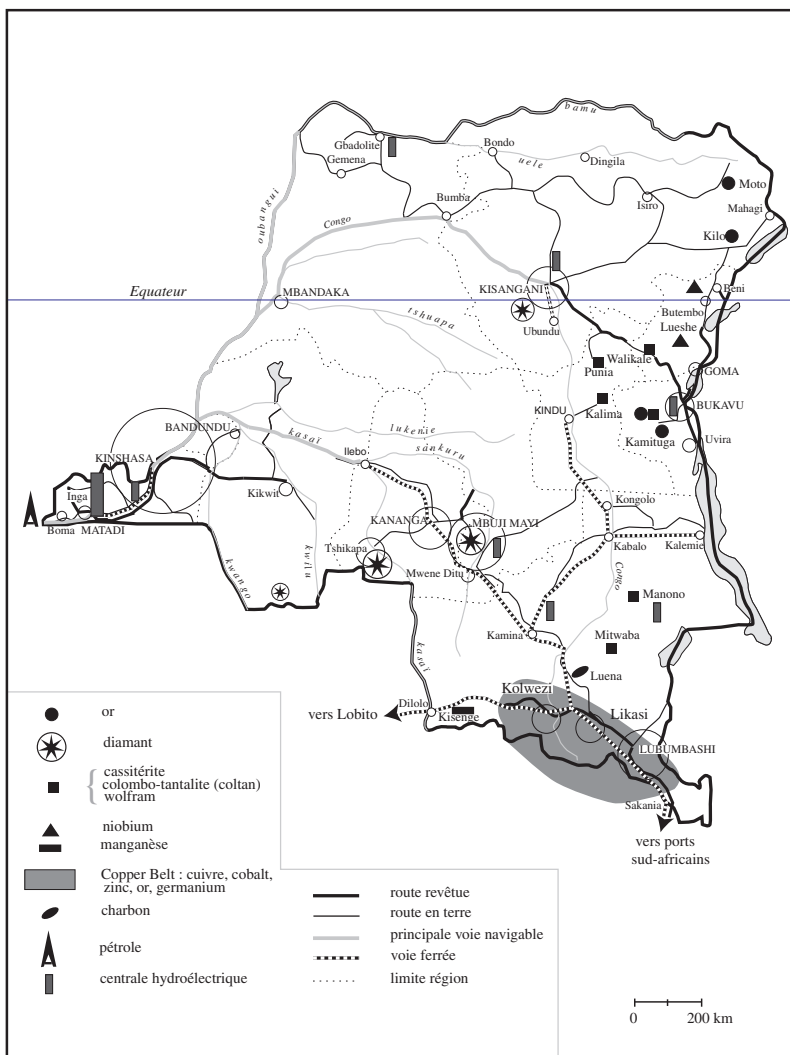 bamu
Gbadolite
Bondo
Gemena
uele
Dingila
Moto
oubangui
Isiro
Bumba
Mahagi
Congo
Kilo
Equateur
KISANGANI
Beni
MBANDAKA
Butembo
tshuapa
Ubundu
Lueshe
Walikale
Punia
GOMA
BUKAVU
KINDU
Kalima
BANDUNDU
lukenie
Kamituga
kasaï
sànkuru
Uvira
KINSHASA
Ilebo
Inga
Kikwit
Kongolo
KANANGA
MBUJI MAYI
Boma
MATADI
Kabalo
Kalemie
Tshikapa
kwango
kwilu
Mwene Ditu
Congo
Manono
kasaï
Kamina
Mitwaba
Luena
Kolwezi
Dilolo
Likasi
vers Lobito
Kisenge
LUBUMBASHI
Sakania
vers ports
sud-africains
or
diamant
cassitérite
colombo-tantalite (coltan)
wolfram
niobium
manganèse
Copper Belt : cuivre, cobalt,
zinc, or, germanium
charbon
pétrole
centrale hydroélectrique
route revêtue
route en terre
principale voie navigable
voie ferrée
limite région
0 200 km